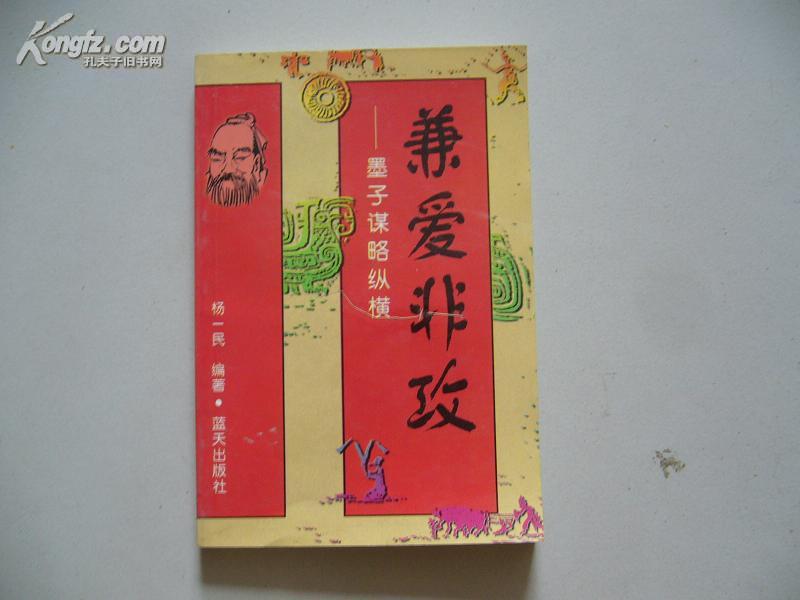 Kongfz.com
孔夫子旧书网
兼爱非攻
——墨子谋略纵横
杨一民 编著•蓝天出版社